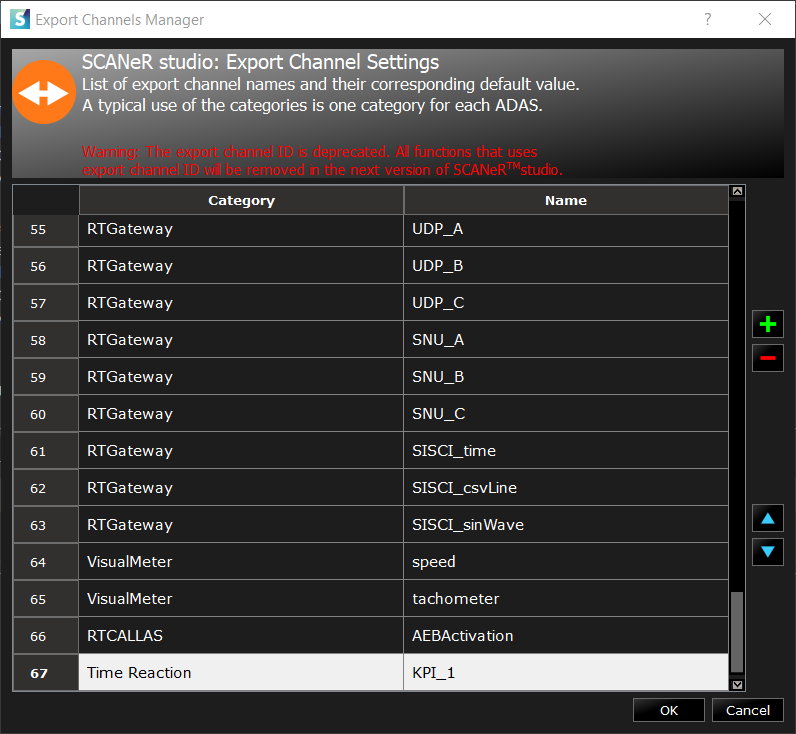 S Export Channels Manager ?
SCANeR studio: Export Channel Settings
List of export channel names and their corresponding default value.
A typical use of the categories is one category for each ADAS.
Warning: The export channel ID is deprecated. All functions that uses
export channel ID will be removed in the next version of SCANeR™studio.
Category Name
55 RTGateway UDP_A
56 RTGateway UDP_B
57 RTGateway UDP_C
58 RTGateway SNU_A
59 RTGateway SNU_B
60 RTGateway SNU_C
61 RTGateway SISCI_time
62 RTGateway SISCI_csvLine
63 RTGateway SISCI_sinWave
64 VisualMeter speed
65 VisualMeter tachometer
66 RTCALLAS AEBActivation
67 Time Reaction KPI_1
OK Cancel